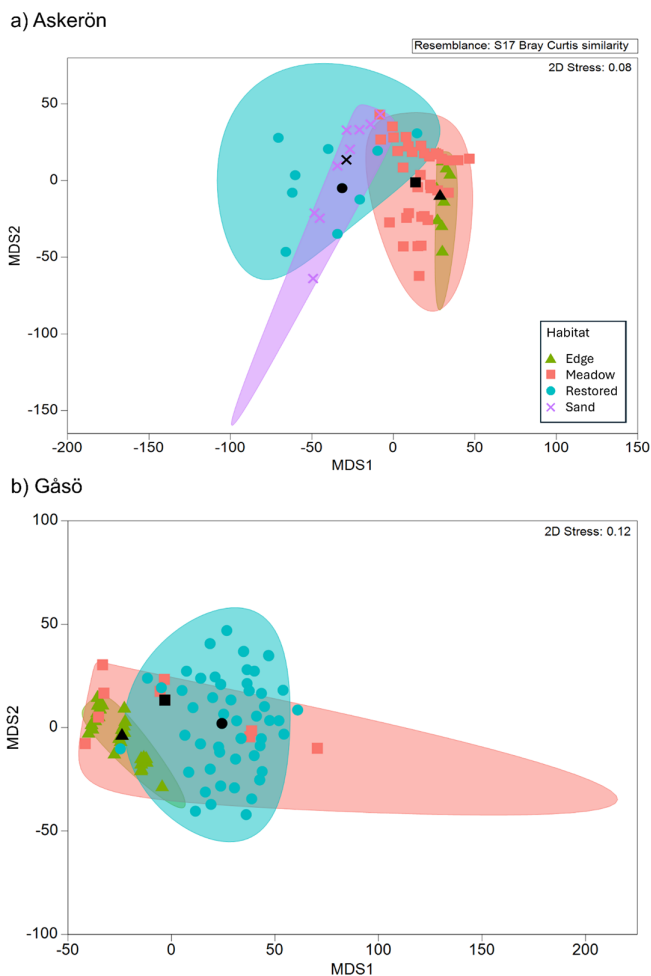 a) Askerön
Resemblance: S17 Bray Curtis similarity
2D Stress: 0.08
50
0
-50
-100
-150
MDS2
-200
-150
-100
-50
0
50
100
150
MDS1
Habitat
Edge
Meadow
Restored
Sand
b) Gåsö
2D Stress: 0.12
100
50
0
-50
-100
MDS2
-50
0
50
100
150
200
MDS1